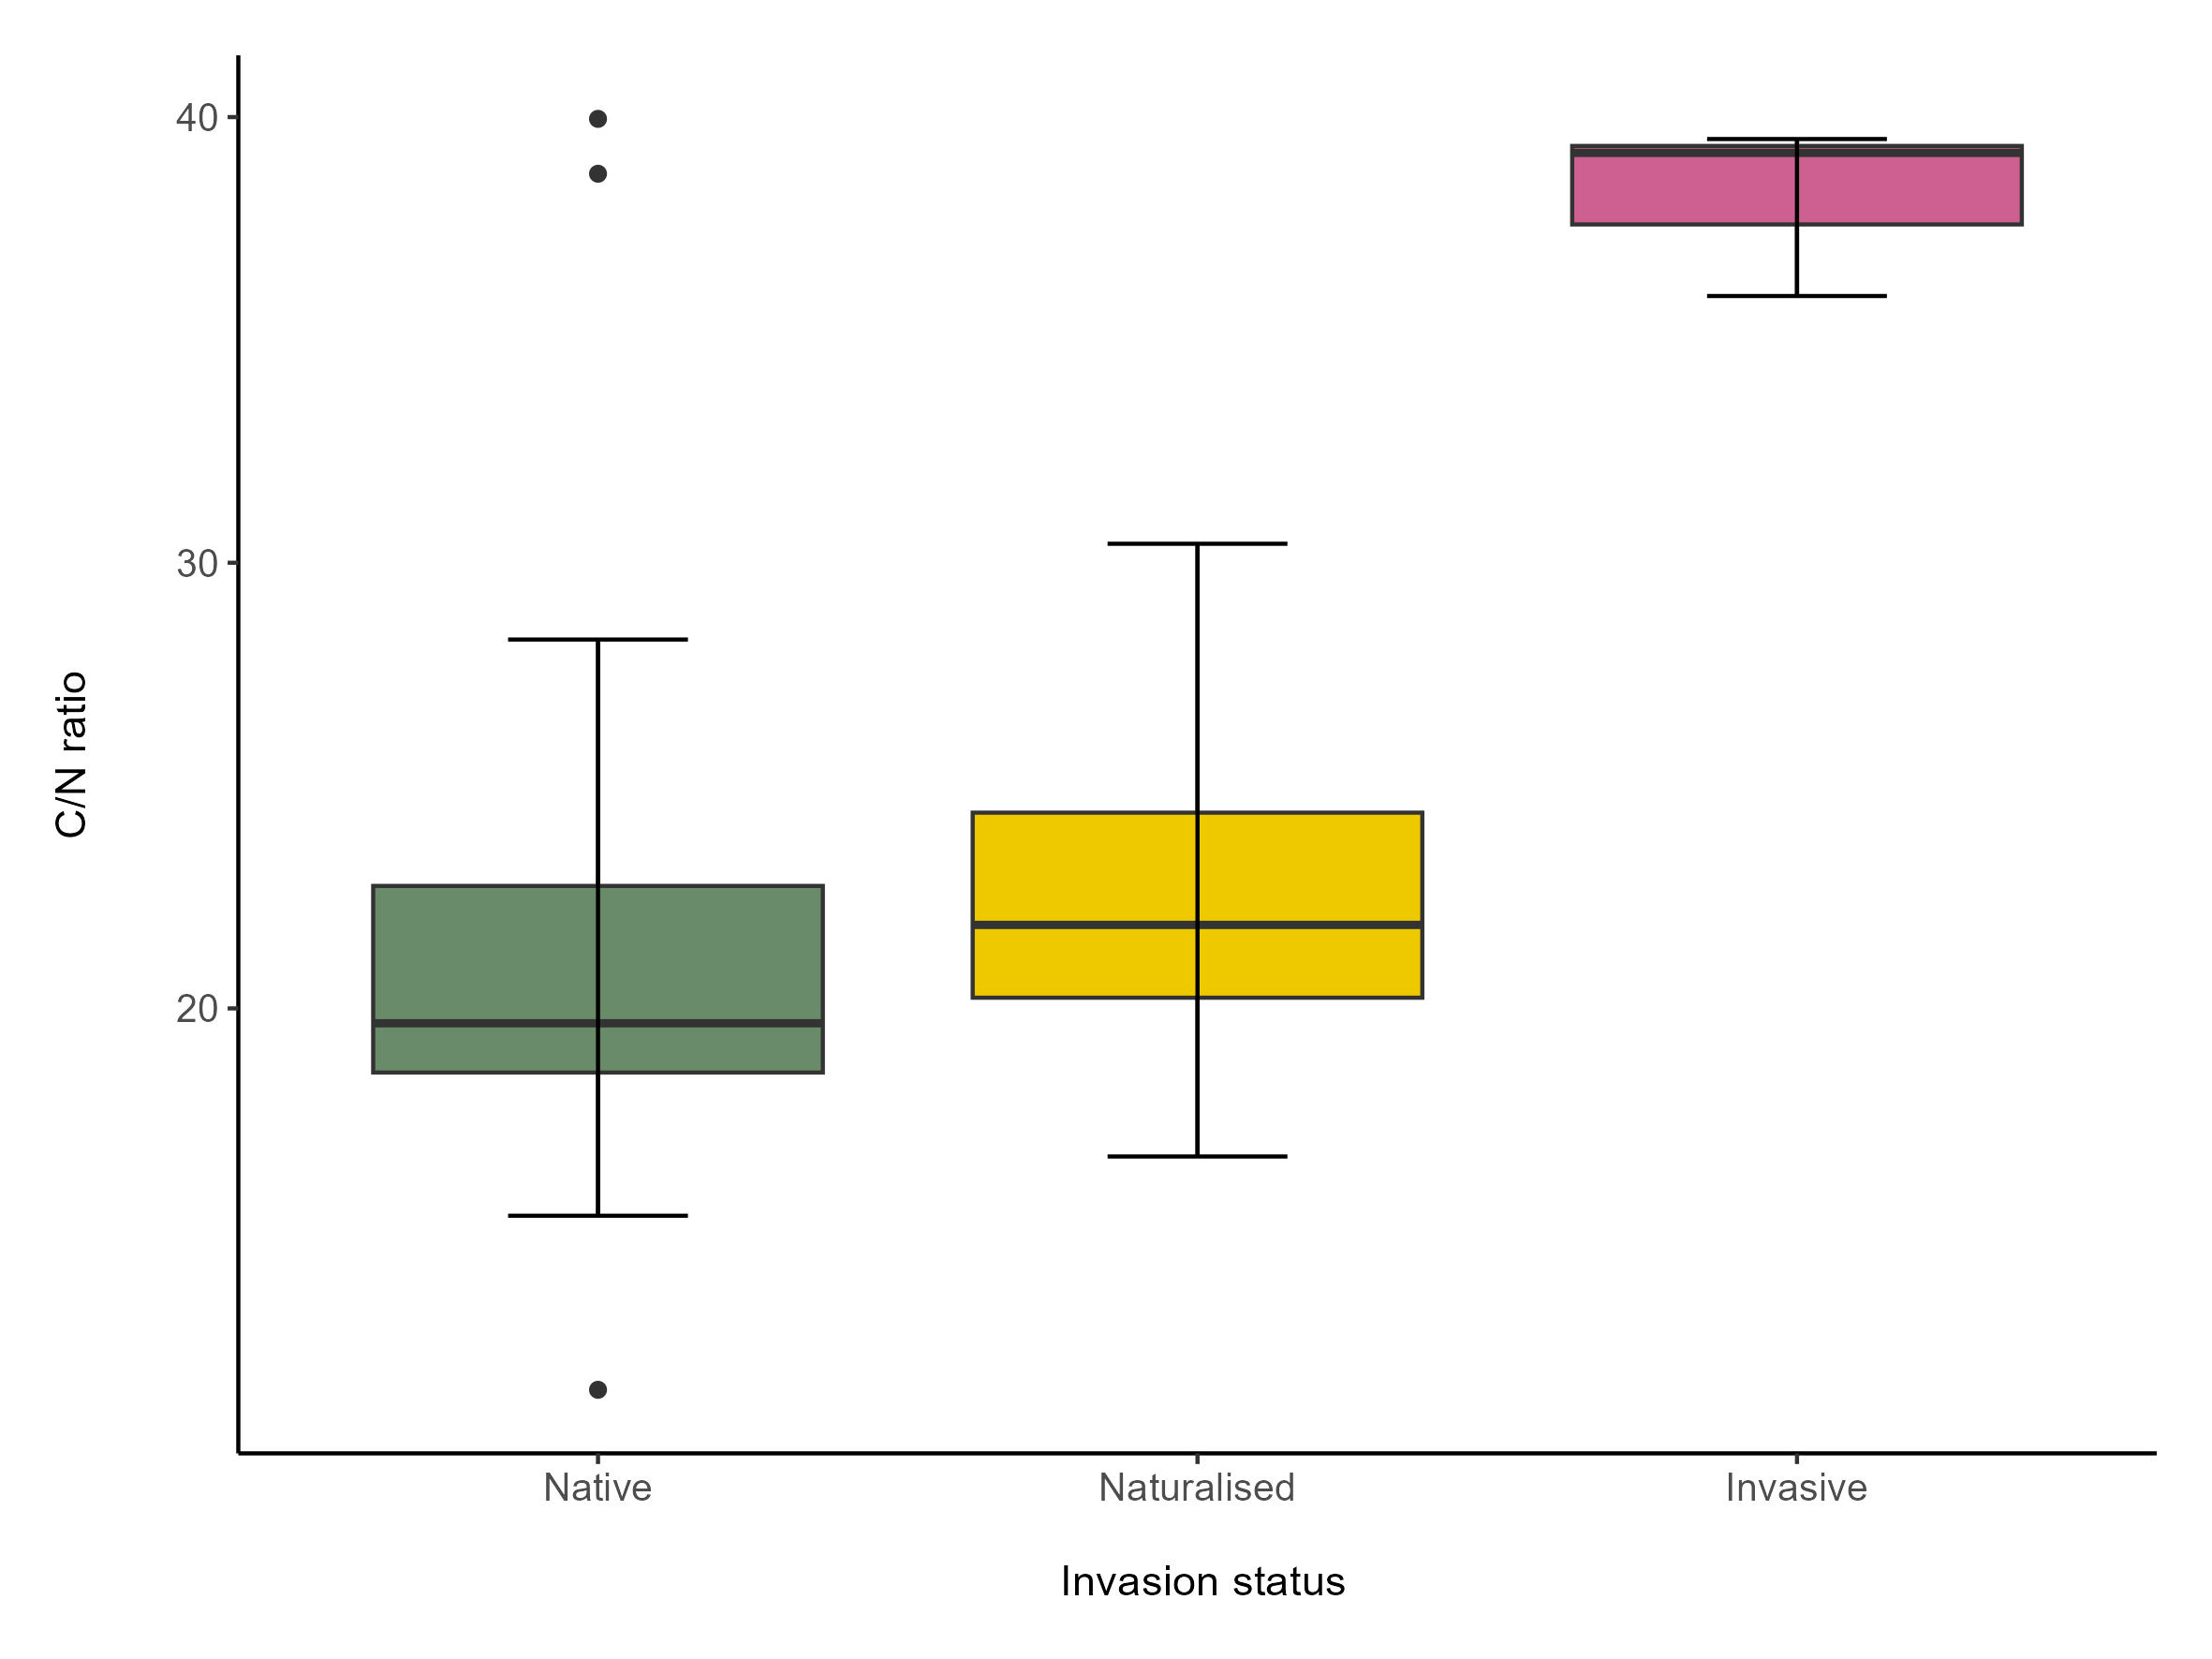 C/N ratio
40
30
20
Native
Naturalised
Invasive
Invasion status